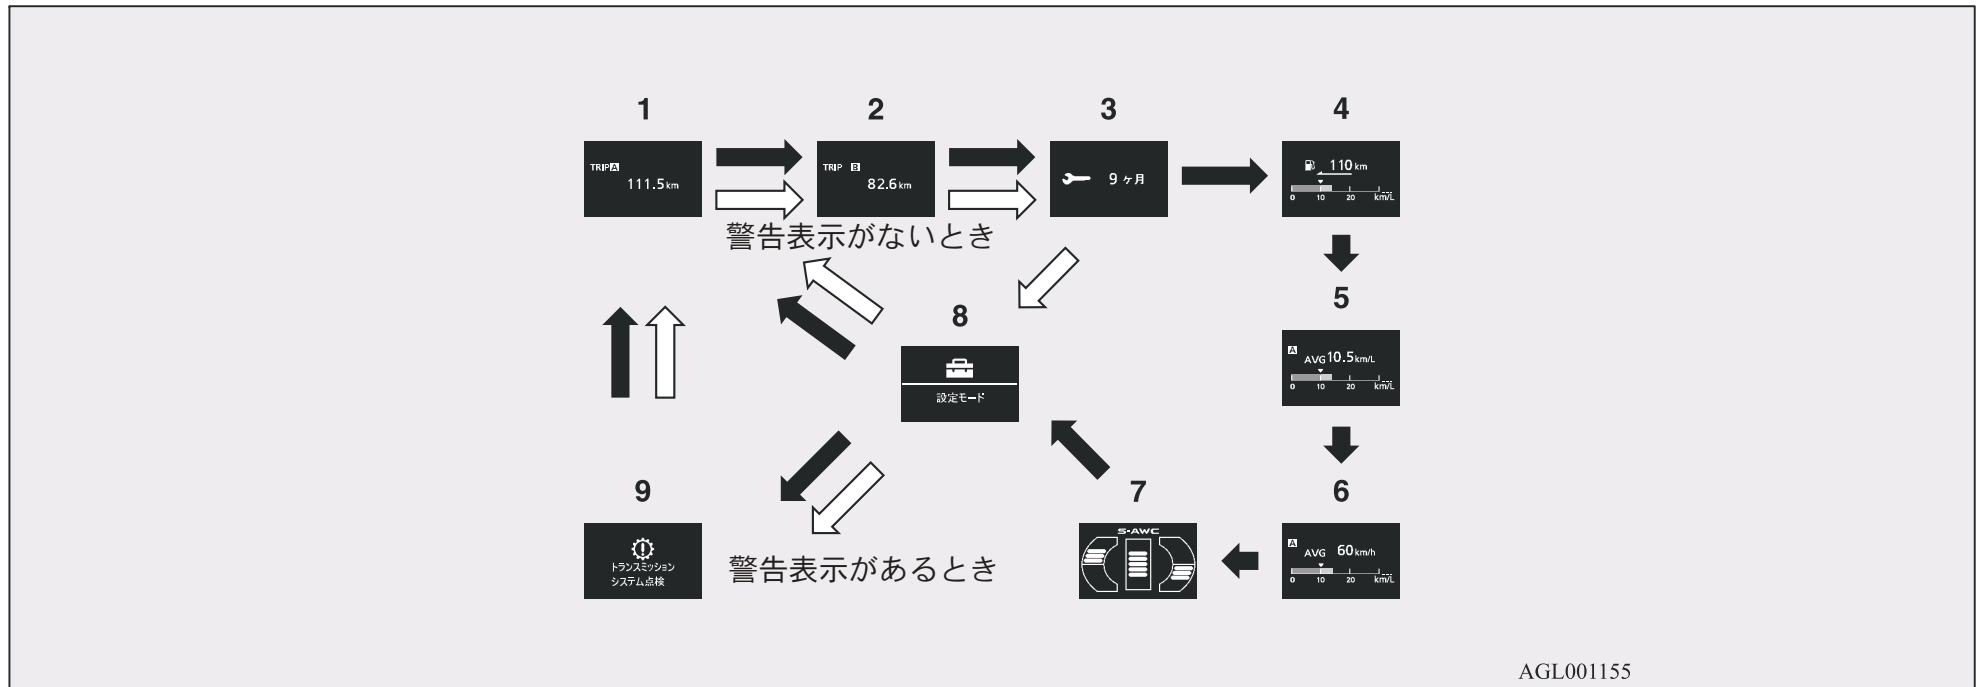 1
2
3
4
TRIP A
111.5 km
TRIP B
82.6 km
9 ヶ月
110 km
0 10 20 km/L
警告表示がないとき
5
A AVG 10.5 km/L
0 10 20 km/L
8
設定モード
9
トランスミッション
システム点検
警告表示があるとき
7
S-AWC
6
A AVG 60 km/h
0 10 20 km/L
AGL001155